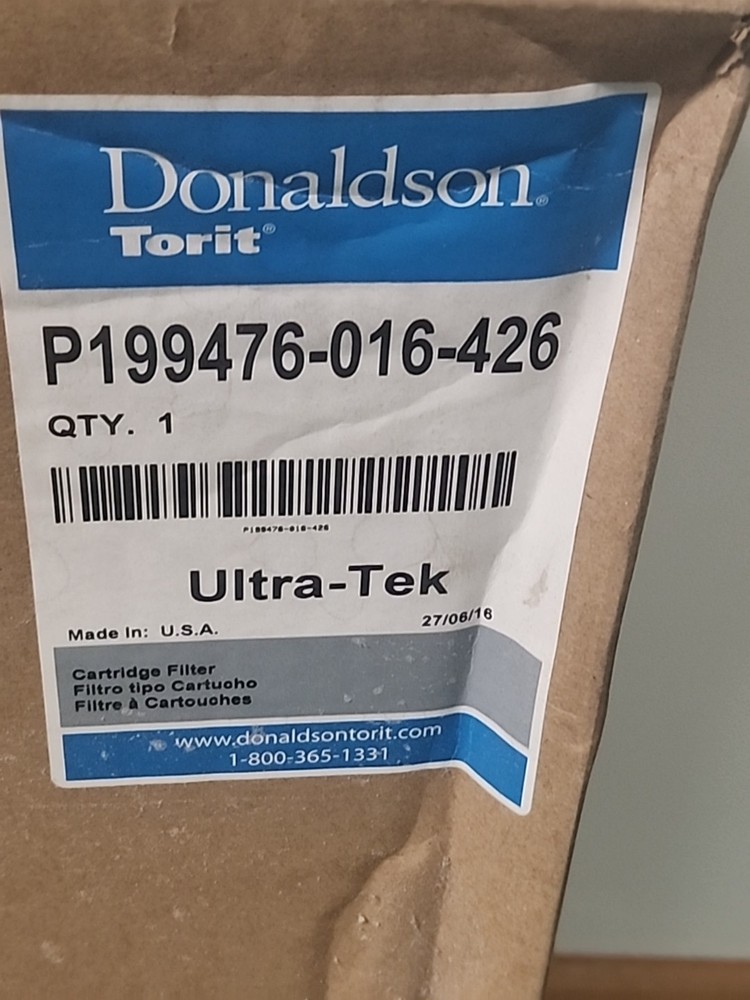 Donaldson®
Torit®
P199476-016-426
QTY. 1
P199476-016-426
Ultra-Tek
Made In: U.S.A.
27/06/16
Cartridge Filter
Filtro tipo Cartucho
Filtre à Cartouches
www.donaldsontorit.com
1-800-365-1331